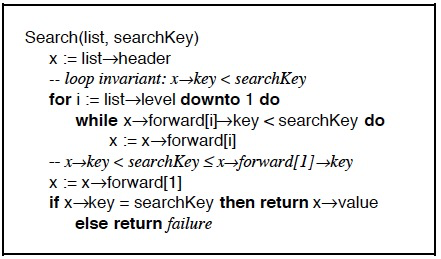 Search(list, searchKey)
x := list→header
-- loop invariant: x→key < searchKey
for i := list→level downto 1 do
while x→forward[i]→key < searchKey do
x := x→forward[i]
-- x→key < searchKey ≤ x→forward[1]→key
x := x→forward[1]
if x→key = searchKey then return x→value
else return failure